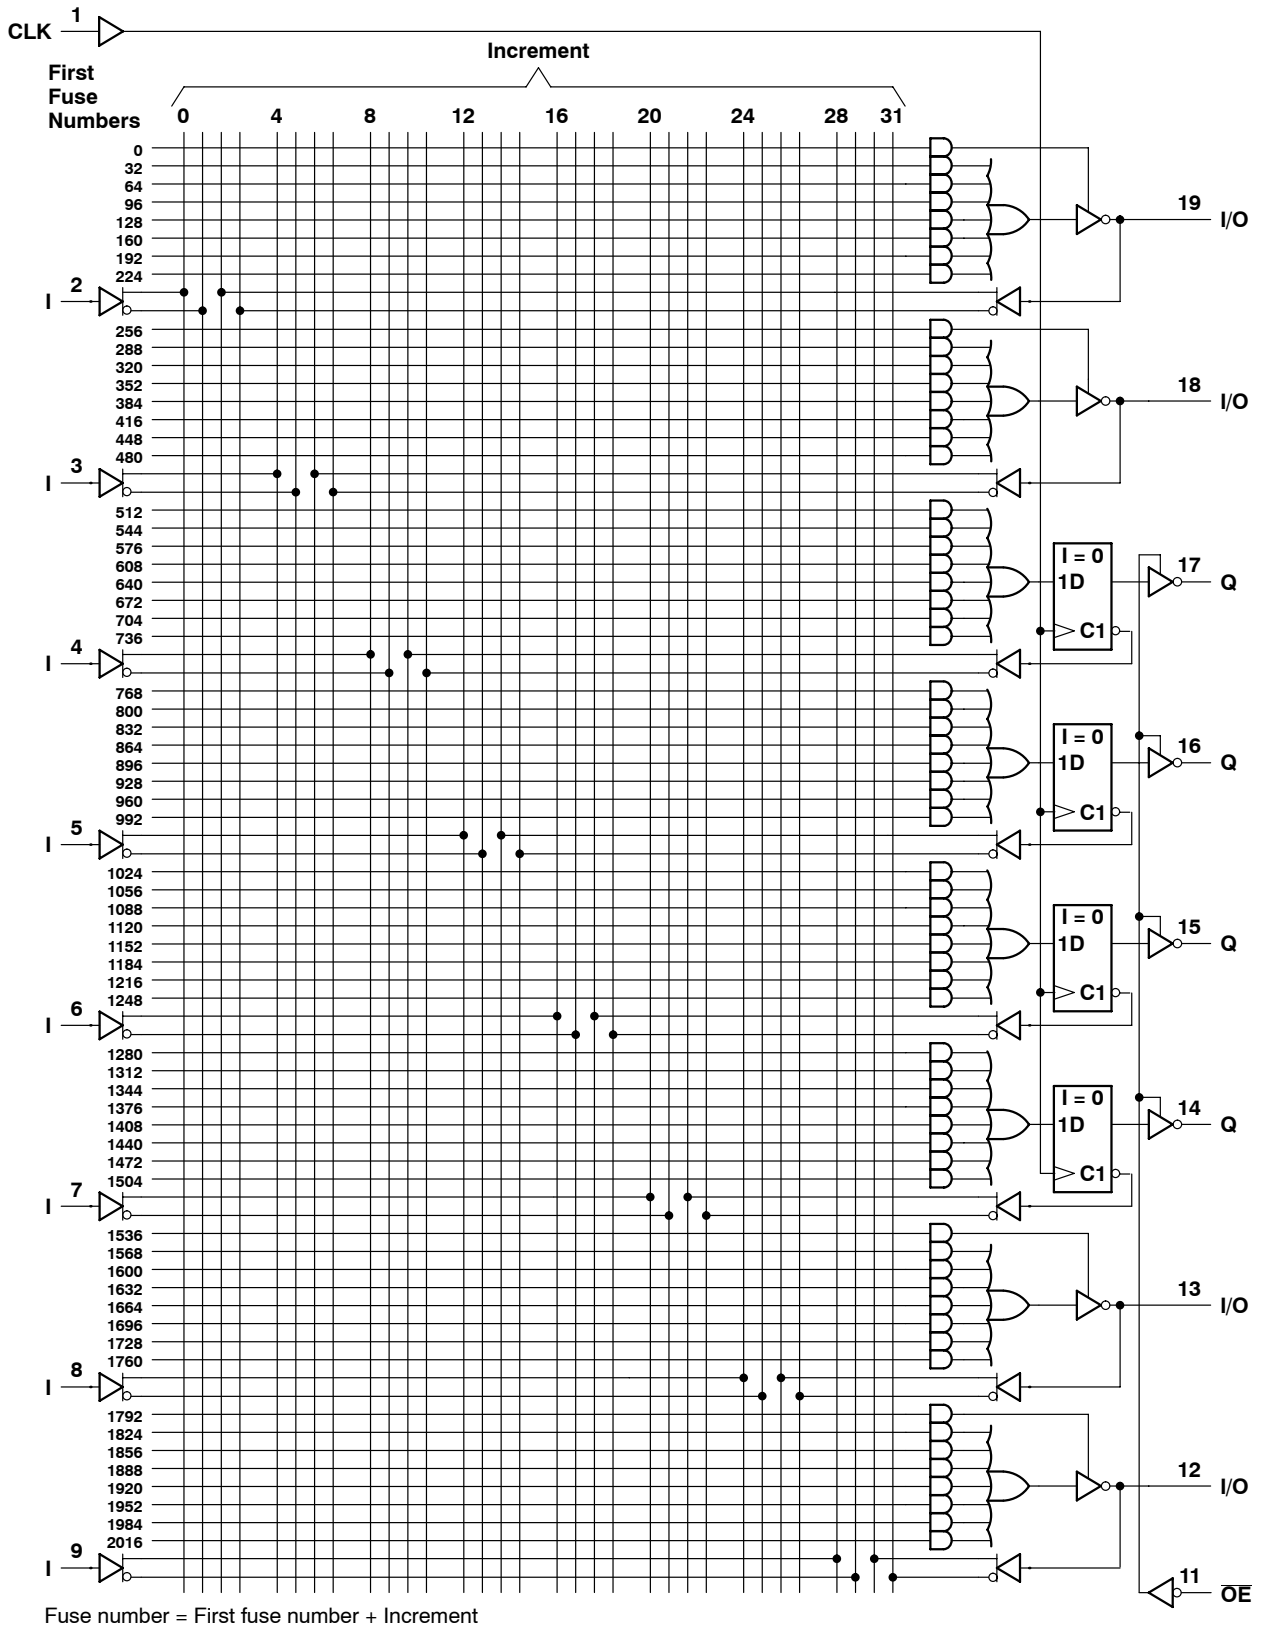 1
CLK
Increment
First
Fuse
Numbers
0 4 8 12 16 20 24 28 31
0
32
64
96
128
160
192
224
19
I/O
2
I
256
288
320
352
384
416
448
480
18
I/O
3
I
512
544
576
608
640
672
704
736
I = 0
1D
C1
17
Q
4
I
768
800
832
864
896
928
960
992
I = 0
1D
C1
16
Q
5
I
1024
1056
1088
1120
1152
1184
1216
1248
I = 0
1D
C1
15
Q
6
I
1280
1312
1344
1376
1408
1440
1472
1504
I = 0
1D
C1
14
Q
7
I
1536
1568
1600
1632
1664
1696
1728
1760
13
I/O
8
I
1792
1824
1856
1888
1920
1952
1984
2016
12
I/O
9
I
11
O̅E̅
Fuse number = First fuse number + Increment